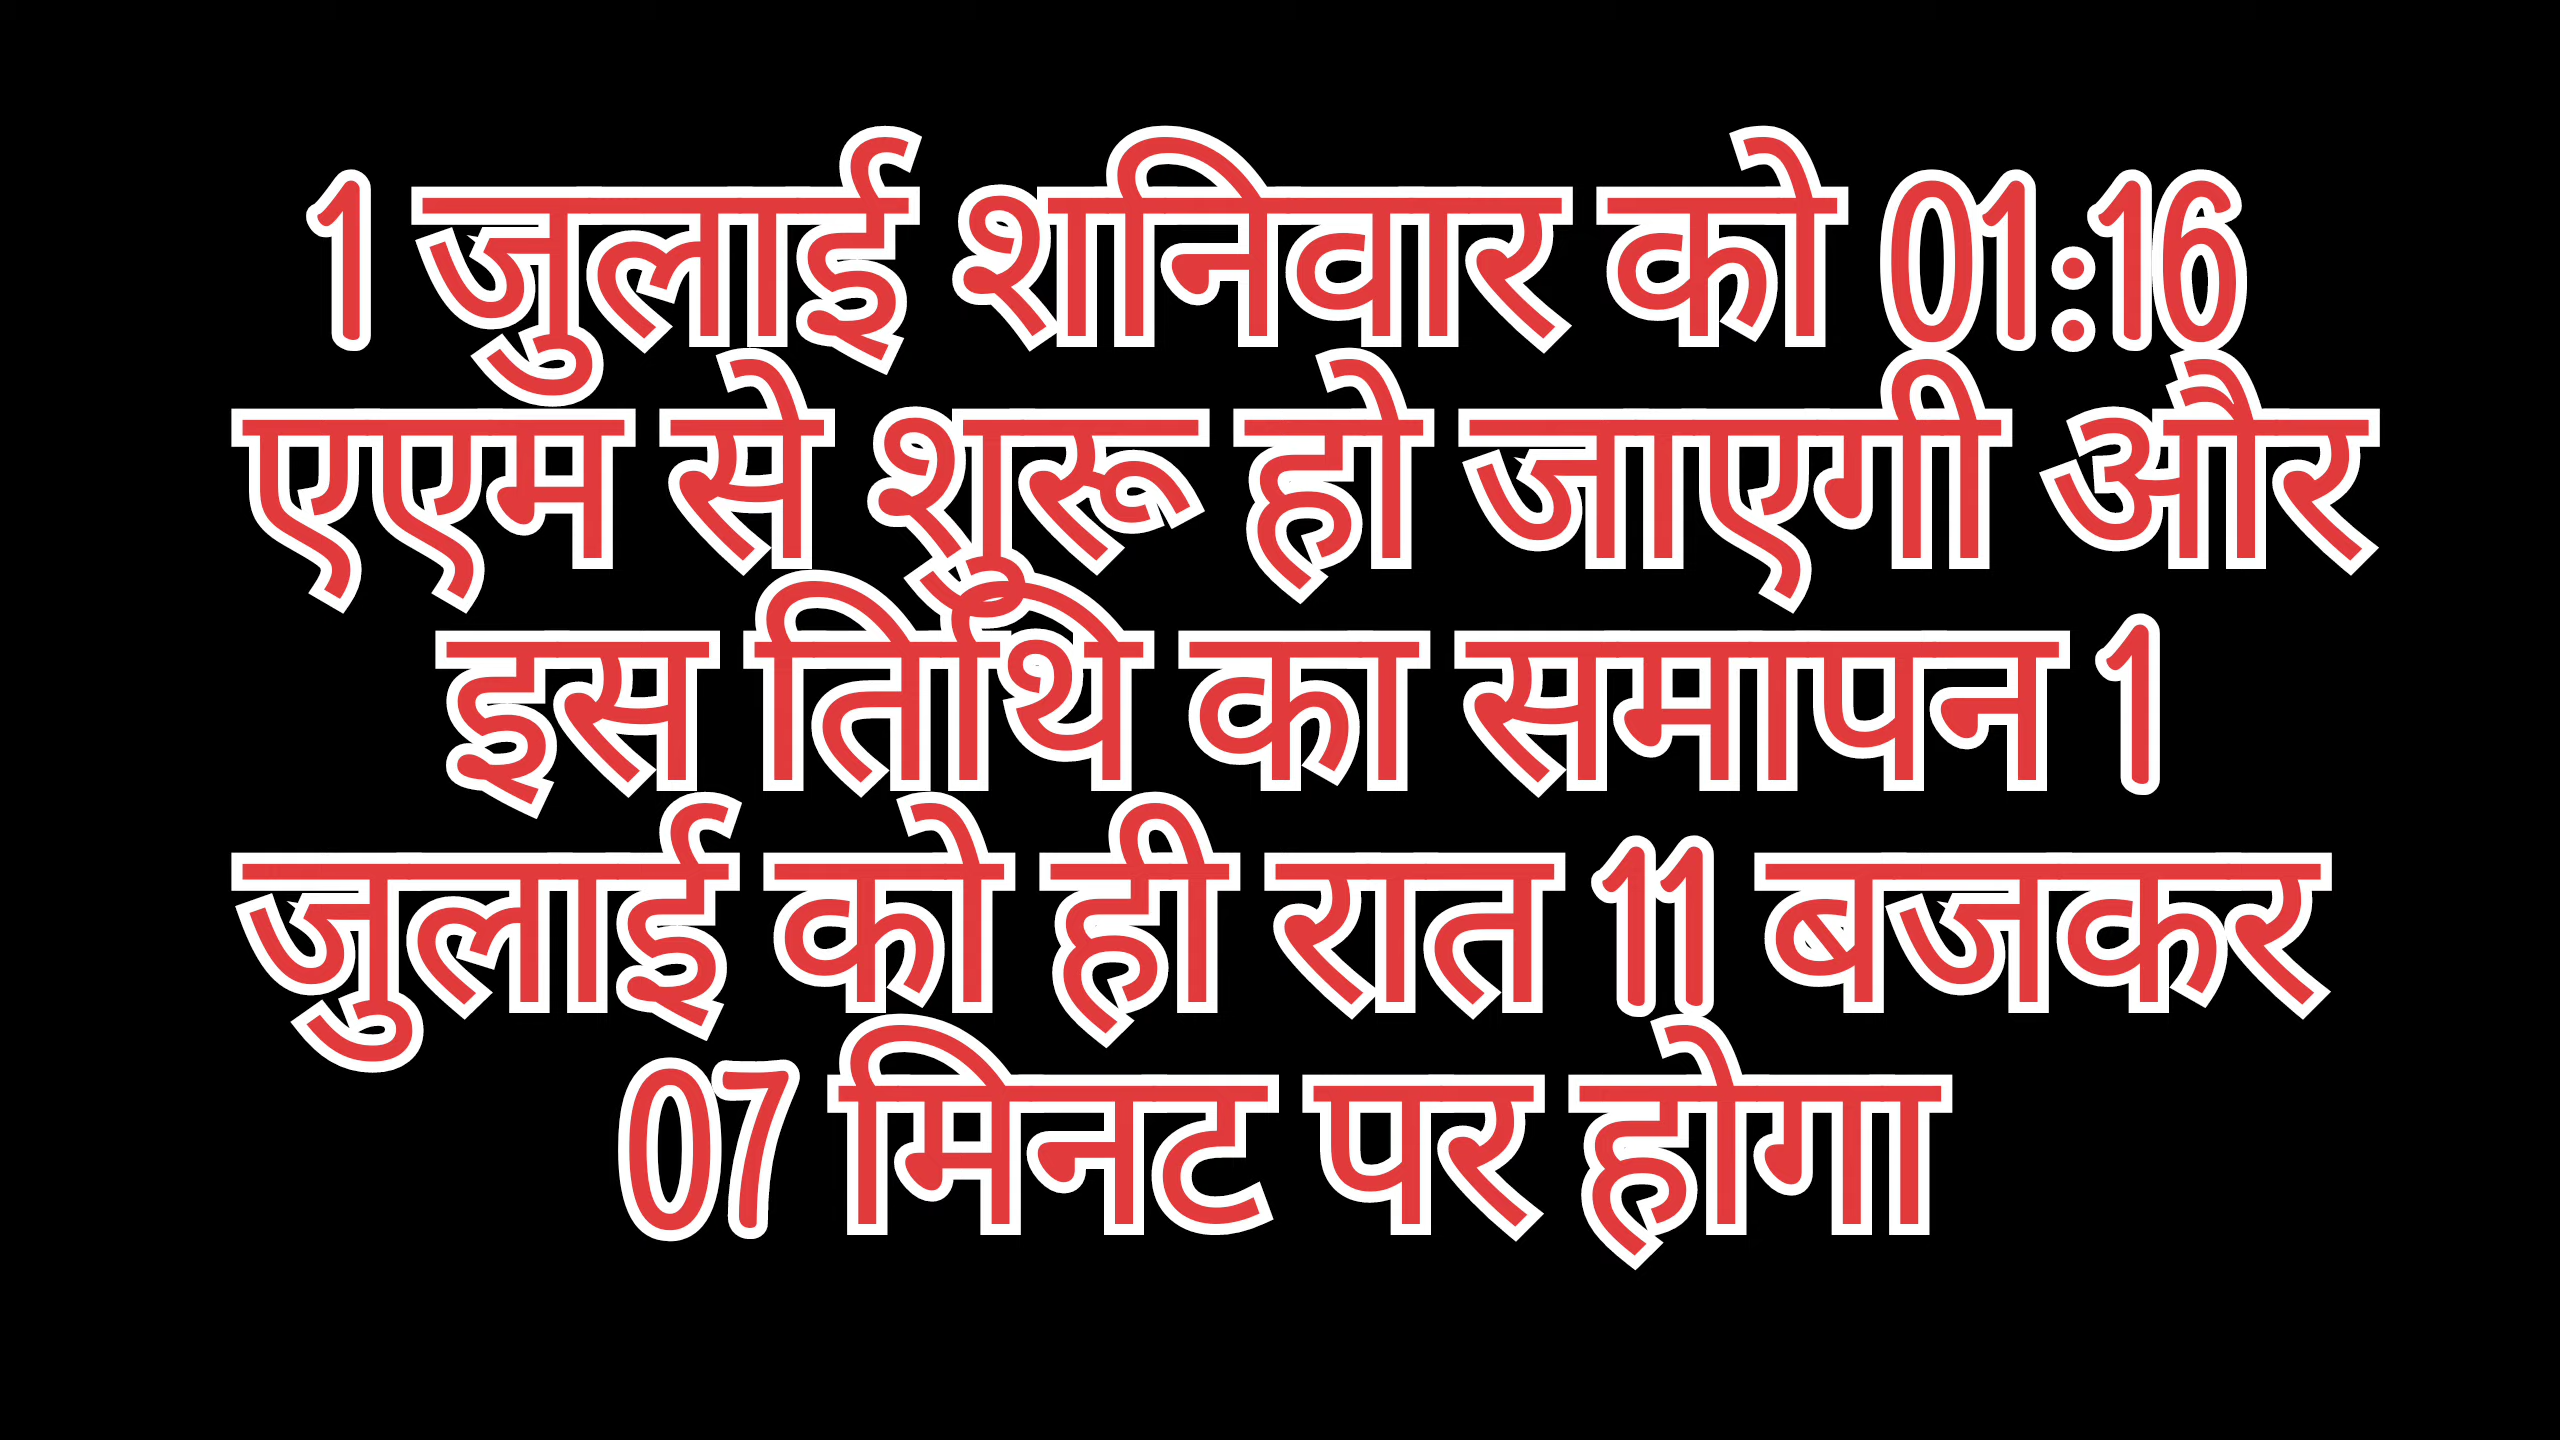 1 जुलाई शनिवार को 01:16
एएम से शुरू हो जाएगी और
इस तिथि का समापन 1
जुलाई को ही रात 11 बजकर
07 मिनट पर होगा